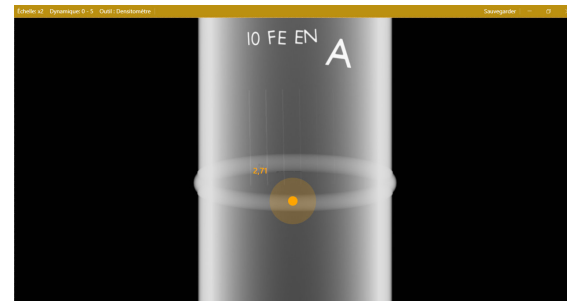 Échelle: x2 Dynamique: 0 - 5 Outil : Densitomètre Sauvegarder
10 FE EN
A
2,71